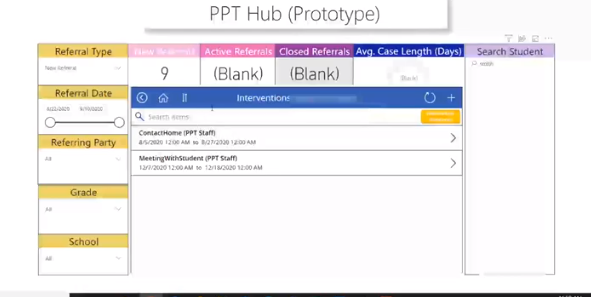 PPT Hub (Prototype)
Referral Type
New Referrals
Active Referrals
Closed Referrals
Avg. Case Length (Days)
Search Student
New Referral
9
(Blank)
(Blank)
(Blank)
Referral Date
Interventions
Search items
ContactHome (PPT Staff)
8/5/2020 12:00 AM to 9/27/2020 12:00 AM
Referring Party
All
MeetingWithStudent (PPT Staff)
12/7/2020 12:00 AM to 12/18/2020 12:00 AM
Grade
All
School
All